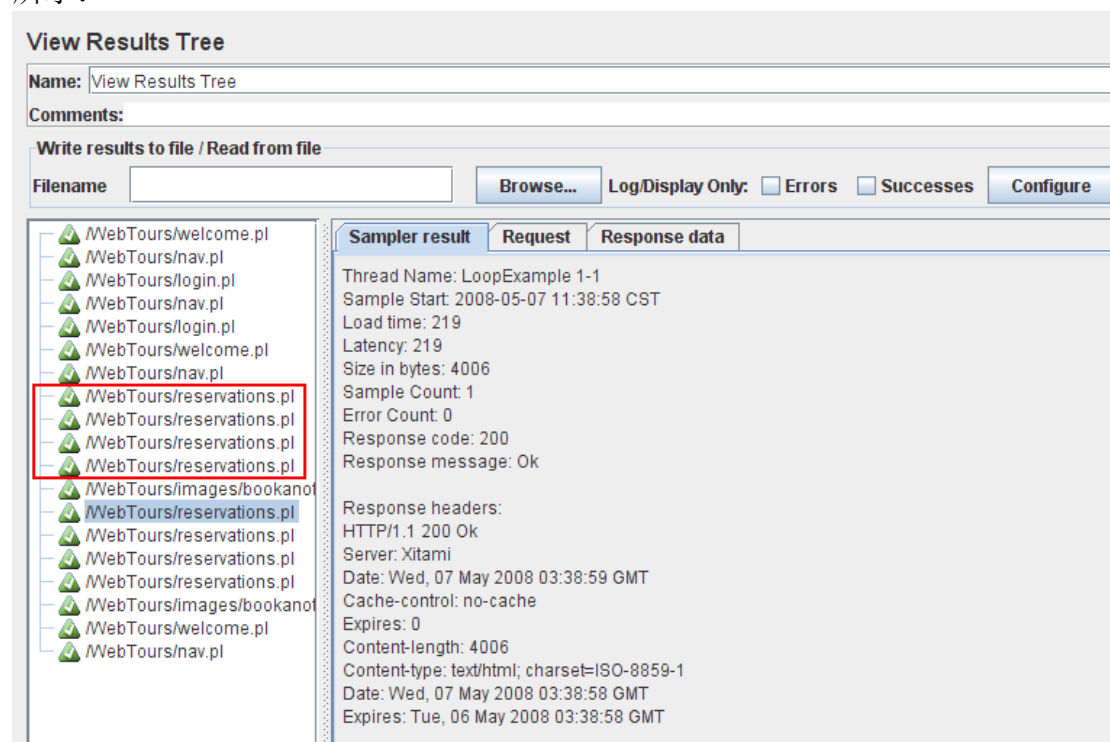 View Results Tree
Name: View Results Tree
Comments:
Write results to file / Read from file
Filename Browse... Log/Display Only: Errors Successes Configure
/WebTours/welcome.pl
/WebTours/nav.pl
/WebTours/login.pl
/WebTours/nav.pl
/WebTours/login.pl
/WebTours/welcome.pl
/WebTours/nav.pl
/WebTours/reservations.pl
/WebTours/reservations.pl
/WebTours/reservations.pl
/WebTours/reservations.pl
/WebTours/images/bookanot
/WebTours/reservations.pl
/WebTours/reservations.pl
/WebTours/reservations.pl
/WebTours/reservations.pl
/WebTours/images/bookanot
/WebTours/welcome.pl
/WebTours/nav.pl
Sampler result Request Response data
Thread Name: LoopExample 1-1
Sample Start: 2008-05-07 11:38:58 CST
Load time: 219
Latency: 219
Size in bytes: 4006
Sample Count: 1
Error Count: 0
Response code: 200
Response message: Ok
Response headers:
HTTP/1.1 200 Ok
Server: Xitami
Date: Wed, 07 May 2008 03:38:59 GMT
Cache-control: no-cache
Expires: 0
Content-length: 4006
Content-type: text/html; charset=ISO-8859-1
Date: Wed, 07 May 2008 03:38:58 GMT
Expires: Tue, 06 May 2008 03:38:58 GMT